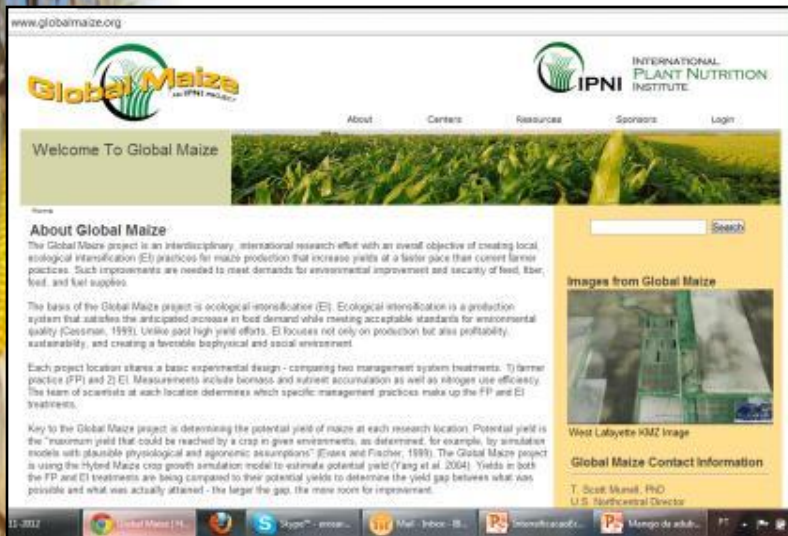 www.globalmaize.org
Global Maize
AN IPNI PROJECT
IPNI
INTERNATIONAL
PLANT NUTRITION
INSTITUTE
About Centers Resources Sponsors Login
Welcome To Global Maize
Home
Search
About Global Maize
The Global Maize project is an interdisciplinary, international research effort with an overall objective of creating local,
ecological intensification (EI) practices for maize production that increase yields at a faster pace than current farmer
practices. Such improvements are needed to meet demands for environmental improvement and security of feed, fiber,
food, and fuel supplies.
The basis of the Global Maize project is ecological intensification (EI). Ecological intensification is a production
system that satisfies the anticipated increase in food demand while meeting acceptable standards for environmental
quality (Cassman, 1999). Unlike past high yield efforts, EI focuses not only on production but also profitability,
sustainability, and creating a favorable biophysical and social environment.
Each project location shares a basic experimental design - comparing two management system treatments: 1) farmer
practice (FP) and 2) EI. Measurements include biomass and nutrient accumulation as well as nitrogen use efficiency.
The team of scientists at each location determines which specific management practices make up the FP and EI
treatments.
Key to the Global Maize project is determining the potential yield of maize at each research location. Potential yield is
the "maximum yield that could be reached by a crop in given environments, as determined, for example, by simulation
models with plausible physiological and agronomic assumptions" (Evans and Fischer, 1999). The Global Maize project
is using the Hybrid Maize crop growth simulation model to estimate potential yield (Yang et al. 2004). Yields in both
the FP and EI treatments are being compared to their potential yields to determine the yield gap between what was
possible and what was actually attained - the larger the gap, the more room for improvement.
Images from Global Maize
West Lafayette KMZ Image
Global Maize Contact Information
T. Scott Murrell, PhD
U.S. Northcentral Director
11-2012
Global Maize | H...
Skype™ -
Mail - Inbox -
Manejo de adub...
PT